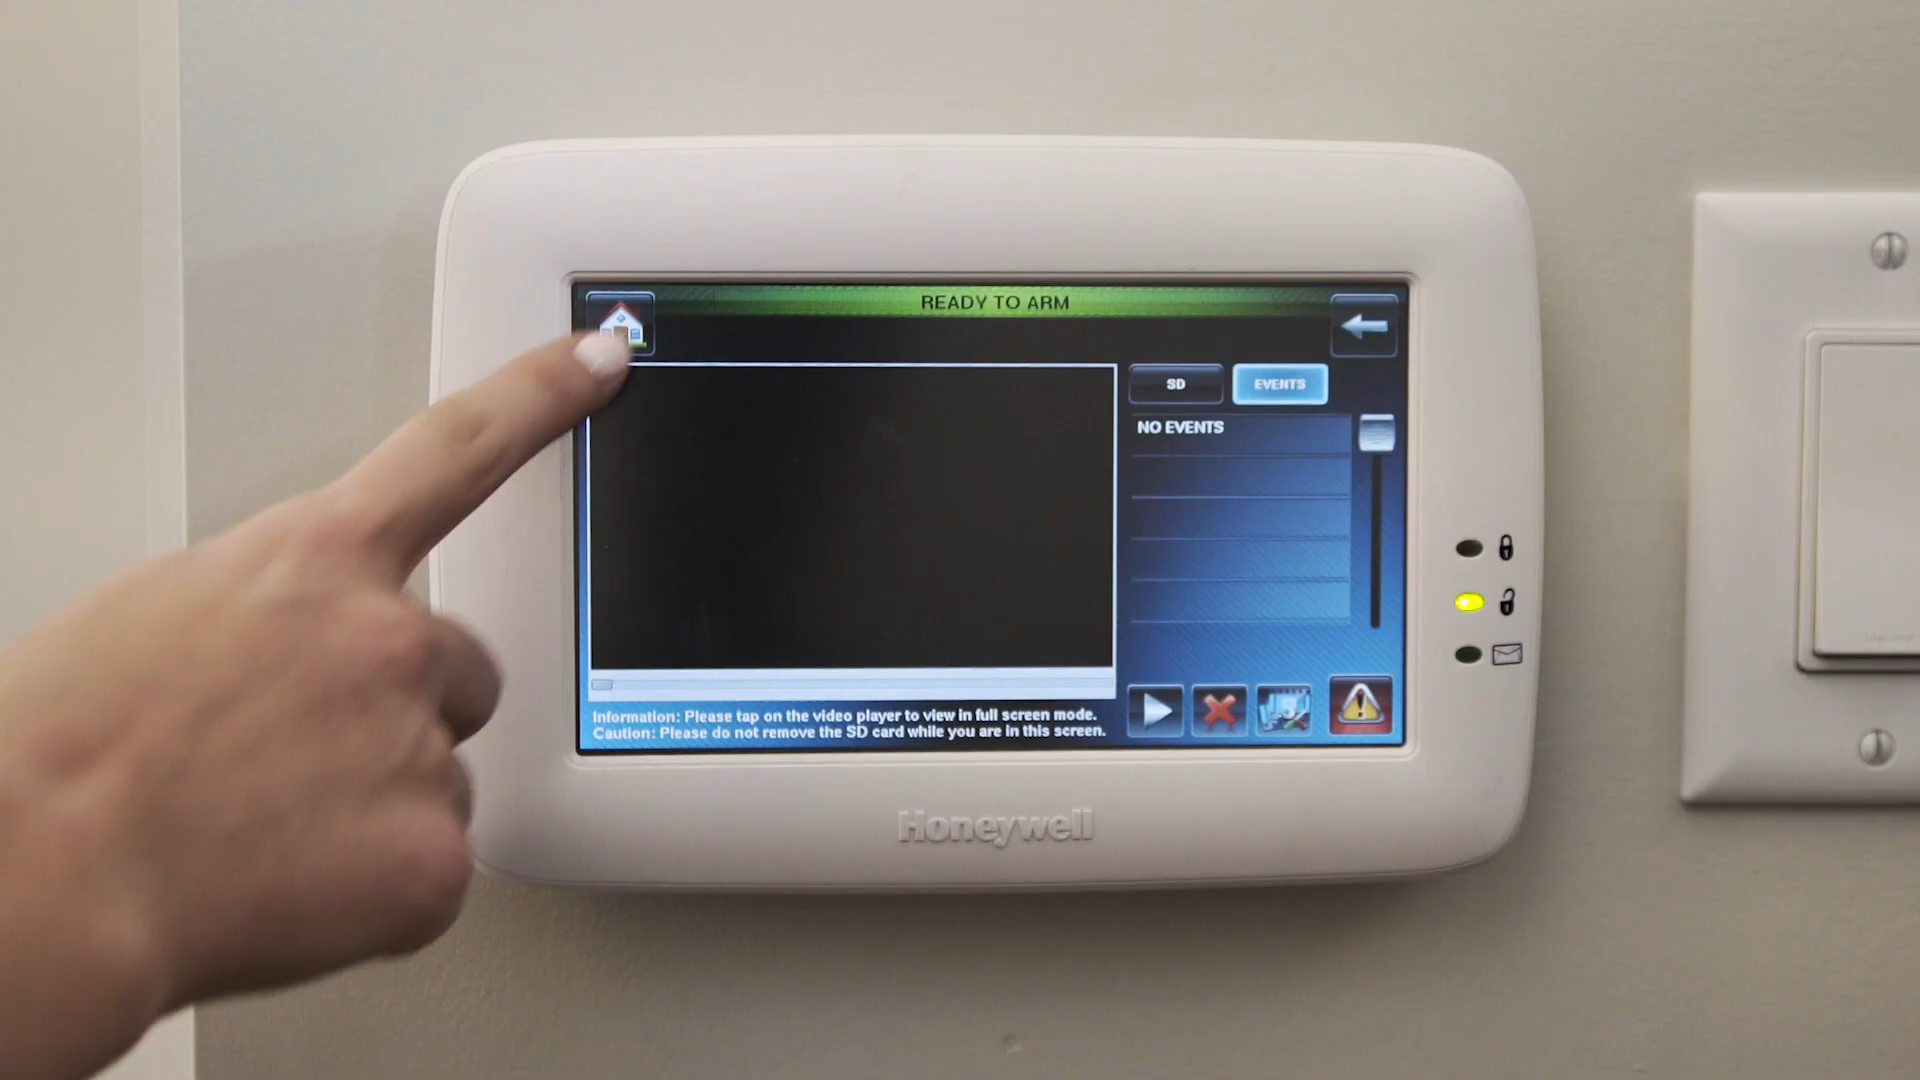 READY TO ARM
SD
EVENTS
NO EVENTS
Information: Please tap on the video player to view in full screen mode.
Caution: Please do not remove the SD card while you are in this screen.
Honeywell